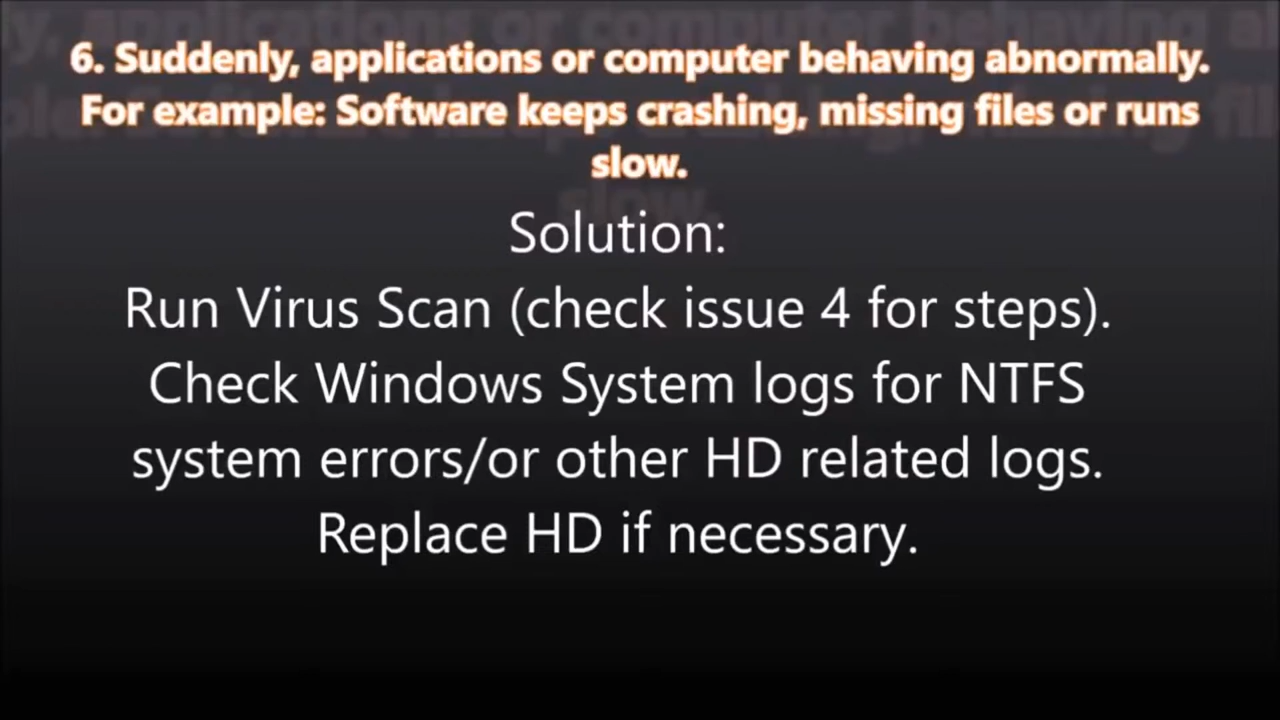 6. Suddenly, applications or computer behaving abnormally.
For example: Software keeps crashing, missing files or runs
slow.
Solution:
Run Virus Scan (check issue 4 for steps).
Check Windows System logs for NTFS
system errors/or other HD related logs.
Replace HD if necessary.